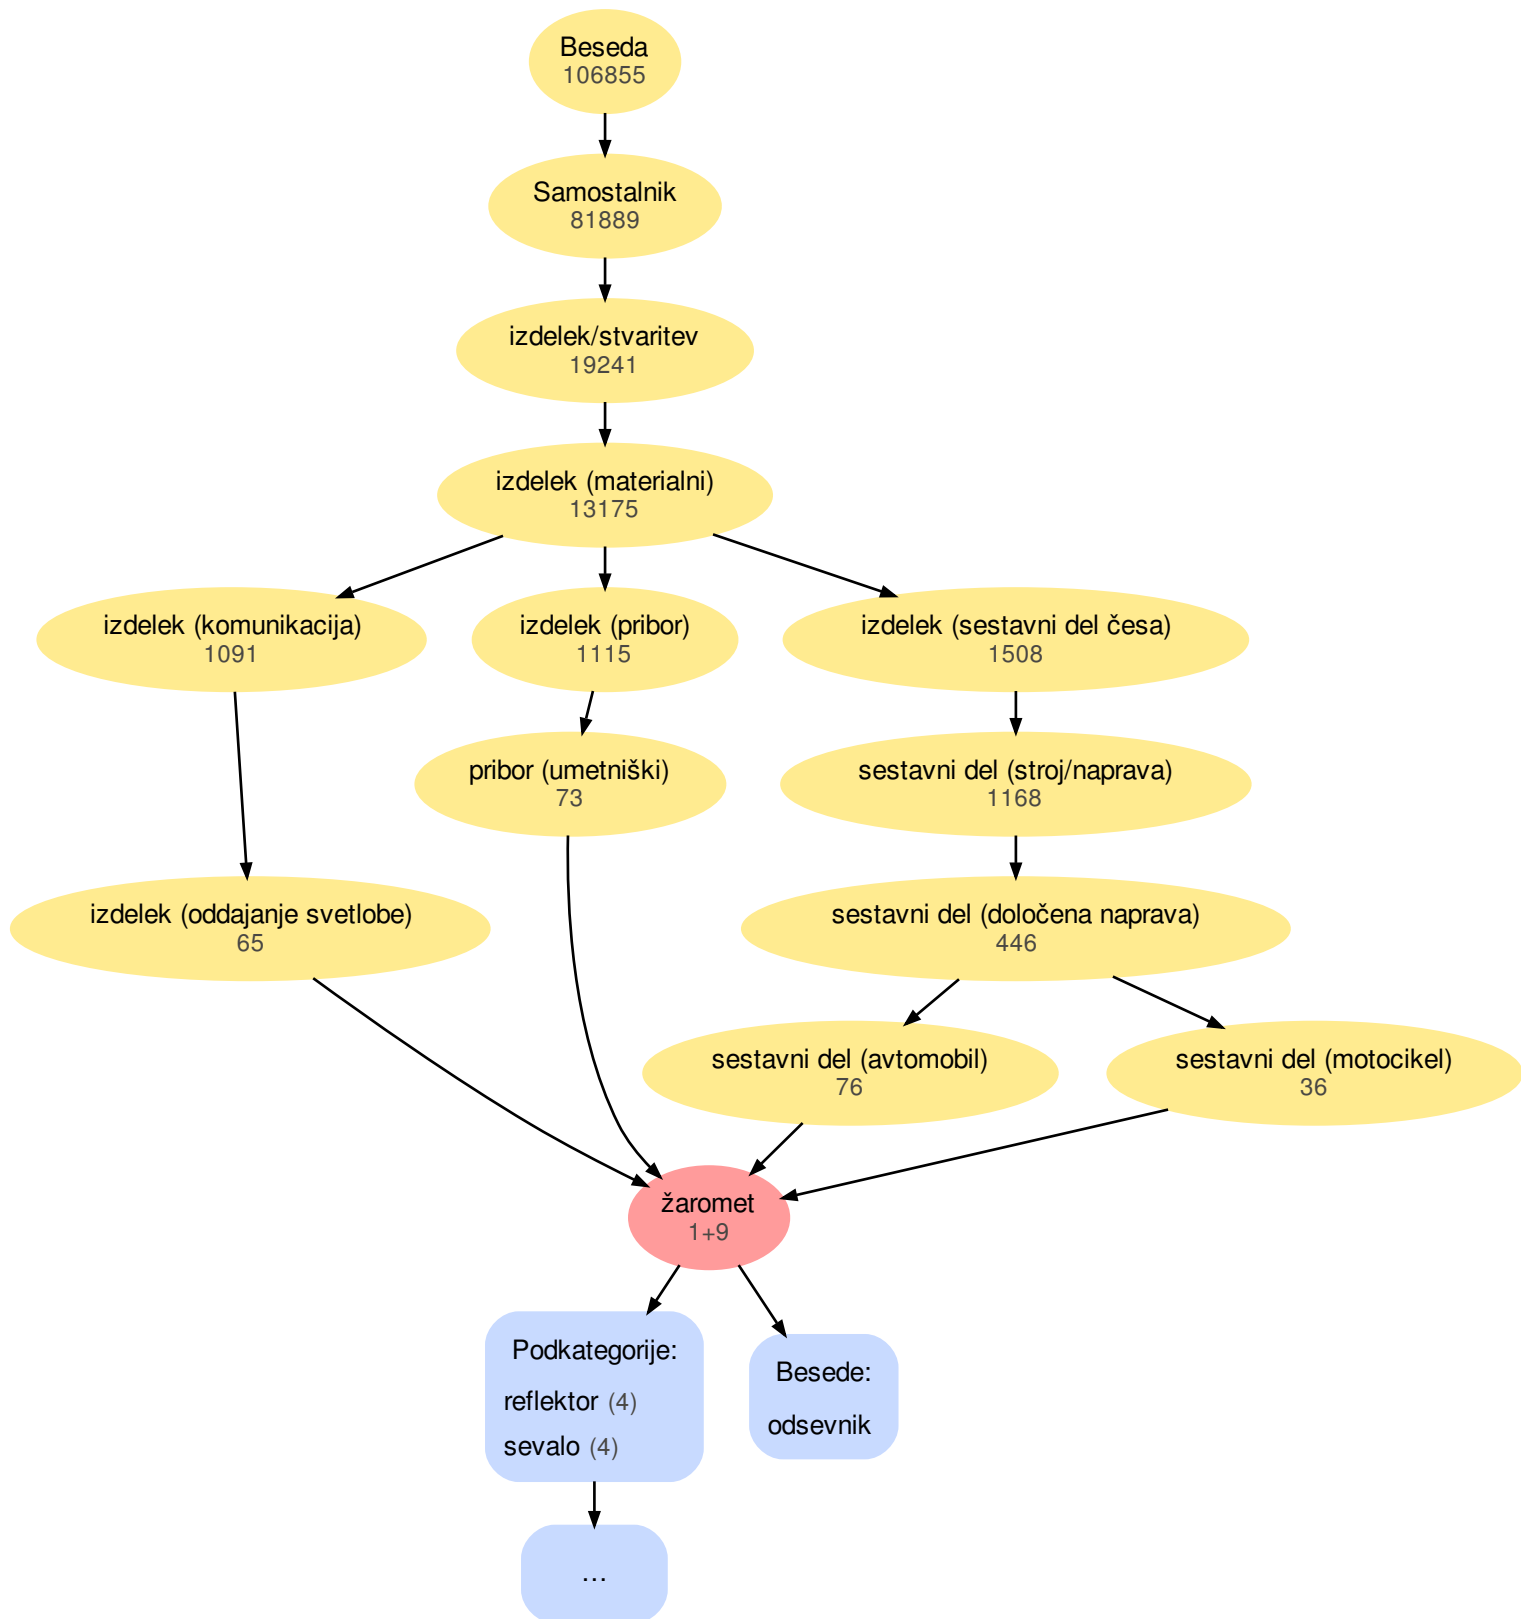 Beseda
106855
Samostalnik
81889
izdelek/stvaritev
19241
izdelek (materialni)
13175
izdelek (komunikacija)
1091
izdelek (pribor)
1115
izdelek (sestavni del česa)
1508
pribor (umetniški)
73
sestavni del (stroj/naprava)
1168
izdelek (oddajanje svetlobe)
65
sestavni del (določena naprava)
446
sestavni del (avtomobil)
76
sestavni del (motocikel)
36
žaromet
1+9
Podkategorije:
reflektor (4)
sevalo (4)
Besede:
odsevnik
…